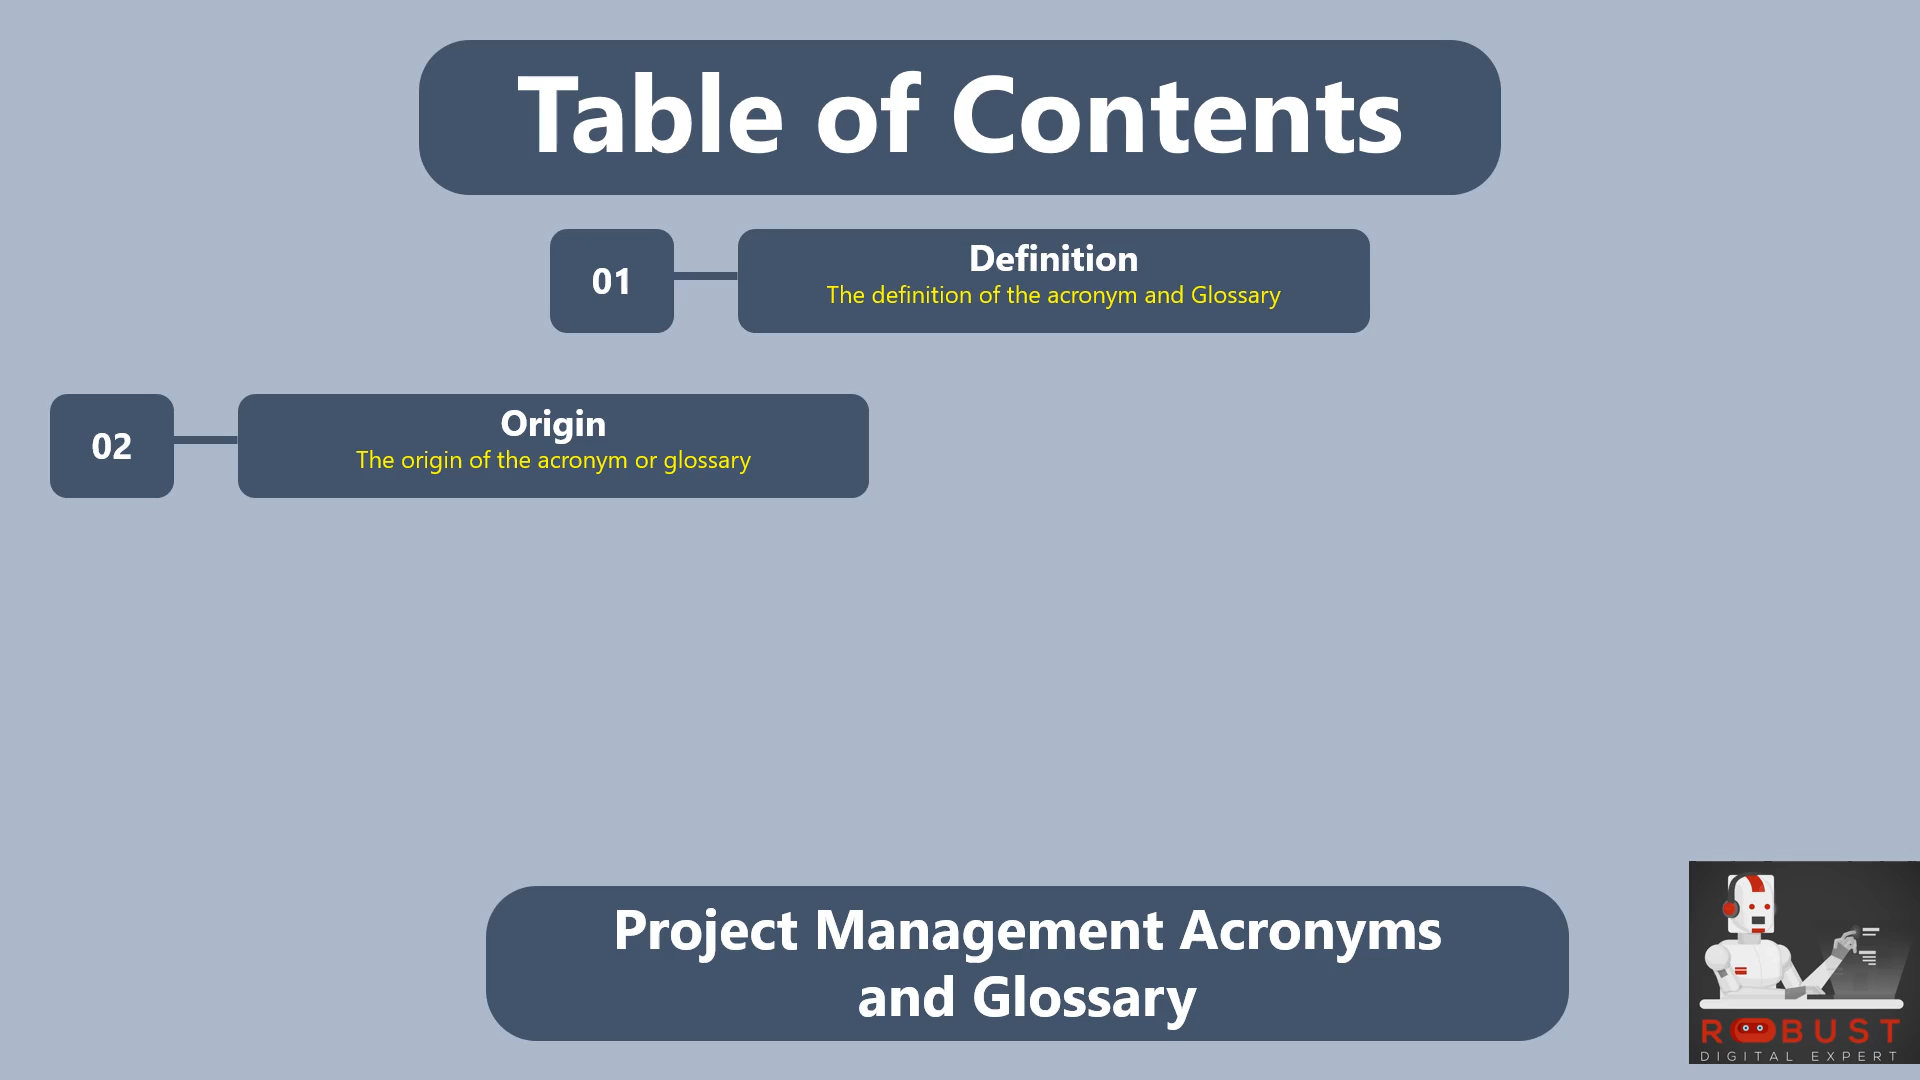 Table of Contents
01
Definition
The definition of the acronym and Glossary
02
Origin
The origin of the acronym or glossary
Project Management Acronyms
and Glossary
ROBUST
DIGITAL EXPERT